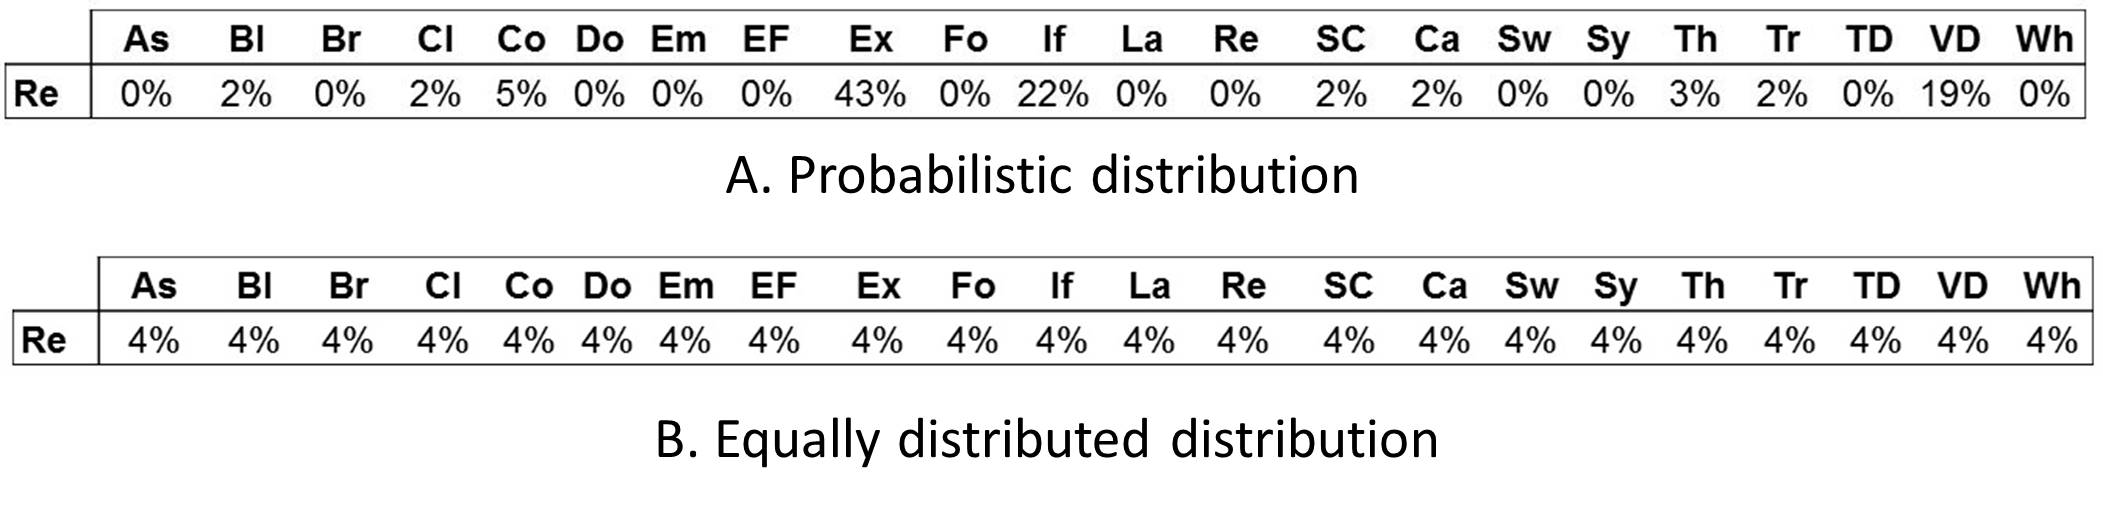 As Bl Br Cl Co Do Em EF Ex Fo If La Re SC Ca Sw Sy Th Tr TD VD Wh
Re 0% 2% 0% 2% 5% 0% 0% 0% 43% 0% 22% 0% 0% 2% 2% 0% 0% 3% 2% 0% 19% 0%
A. Probabilistic distribution
As Bl Br Cl Co Do Em EF Ex Fo If La Re SC Ca Sw Sy Th Tr TD VD Wh
Re 4% 4% 4% 4% 4% 4% 4% 4% 4% 4% 4% 4% 4% 4% 4% 4% 4% 4% 4% 4% 4% 4%
B. Equally distributed distribution